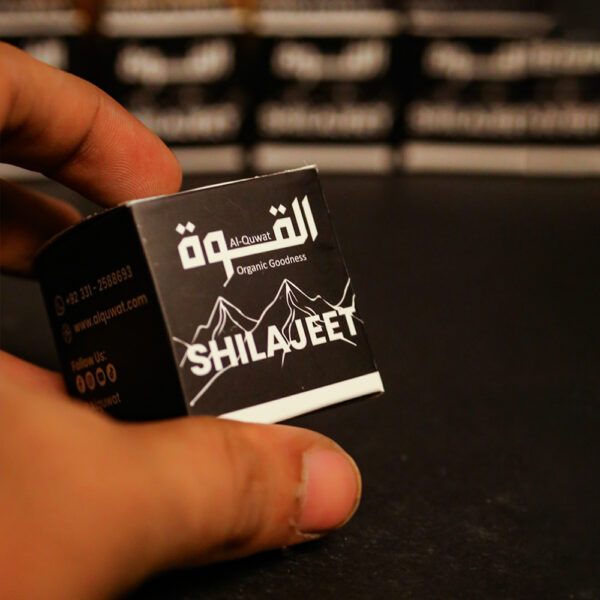 القوة
Al-Quwat
Organic Goodness
SHILAJEET
+92 331 - 2588693
www.alquwat.com
Follow Us: